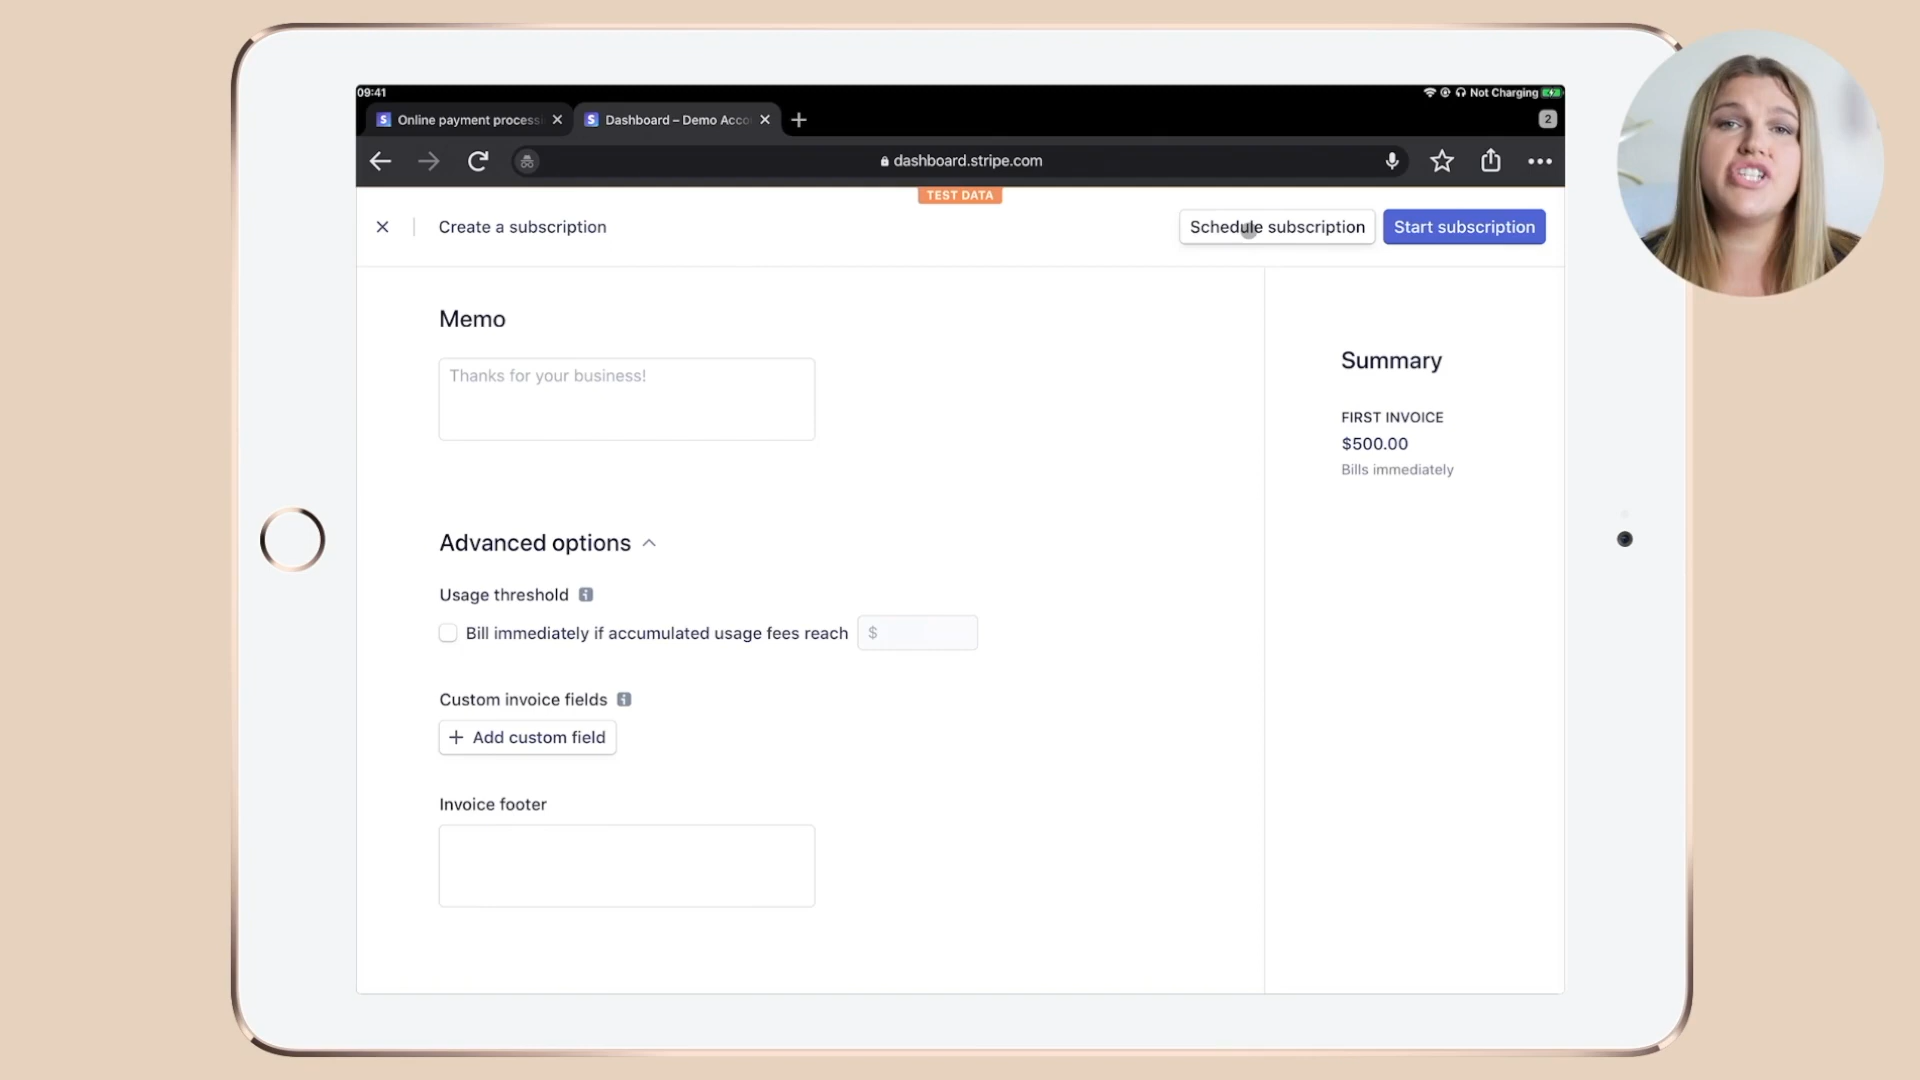 09:41
Not Charging
Online payment process
Dashboard – Demo Acco
2
dashboard.stripe.com
TEST DATA
Create a subscription
Schedule subscription
Start subscription
Memo
Thanks for your business!
Summary
FIRST INVOICE
$500.00
Bills immediately
Advanced options
Usage threshold
Bill immediately if accumulated usage fees reach
$
Custom invoice fields
+ Add custom field
Invoice footer